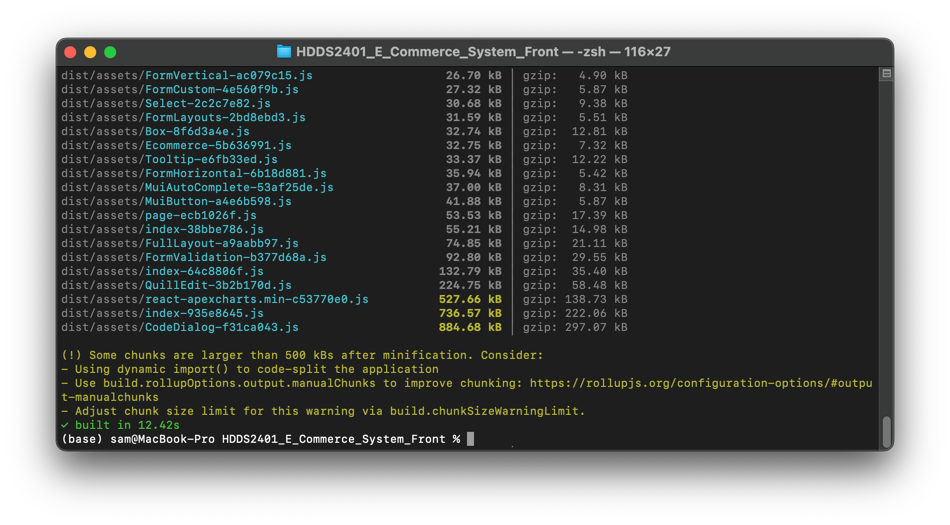 HDDS2401_E_Commerce_System_Front — -zsh — 116×27
dist/assets/FormVertical-ac079c15.js 26.70 kB │ gzip: 4.90 kB
dist/assets/FormCustom-4e560f9b.js 27.32 kB │ gzip: 5.87 kB
dist/assets/Select-2c2c7e82.js 30.68 kB │ gzip: 9.38 kB
dist/assets/FormLayouts-2bd8ebd3.js 31.59 kB │ gzip: 5.51 kB
dist/assets/Box-8f6d3a4e.js 32.74 kB │ gzip: 12.81 kB
dist/assets/Ecommerce-5b636991.js 32.75 kB │ gzip: 7.32 kB
dist/assets/Tooltip-e6fb33ed.js 33.37 kB │ gzip: 12.22 kB
dist/assets/FormHorizontal-6b18d881.js 35.94 kB │ gzip: 5.42 kB
dist/assets/MuiAutoComplete-53af25de.js 37.00 kB │ gzip: 8.31 kB
dist/assets/MuiButton-a4e6b598.js 41.88 kB │ gzip: 5.87 kB
dist/assets/page-ecb1026f.js 53.53 kB │ gzip: 17.39 kB
dist/assets/index-38bbe786.js 55.21 kB │ gzip: 14.98 kB
dist/assets/FullLayout-a9aabb97.js 74.85 kB │ gzip: 21.11 kB
dist/assets/FormValidation-b377d68a.js 92.80 kB │ gzip: 29.55 kB
dist/assets/index-64c8806f.js 132.79 kB │ gzip: 35.40 kB
dist/assets/QuillEdit-3b2b170d.js 224.75 kB │ gzip: 58.48 kB
dist/assets/react-apexcharts.min-c53770e0.js 527.66 kB │ gzip: 138.73 kB
dist/assets/index-935e8645.js 736.57 kB │ gzip: 222.06 kB
dist/assets/CodeDialog-f31ca043.js 884.68 kB │ gzip: 297.07 kB
(!) Some chunks are larger than 500 kBs after minification. Consider:
- Using dynamic import() to code-split the application
- Use build.rollupOptions.output.manualChunks to improve chunking: https://rollupjs.org/configuration-options/#outpu
t-manualchunks
- Adjust chunk size limit for this warning via build.chunkSizeWarningLimit.
✓ built in 12.42s
(base) sam@MacBook-Pro HDDS2401_E_Commerce_System_Front %